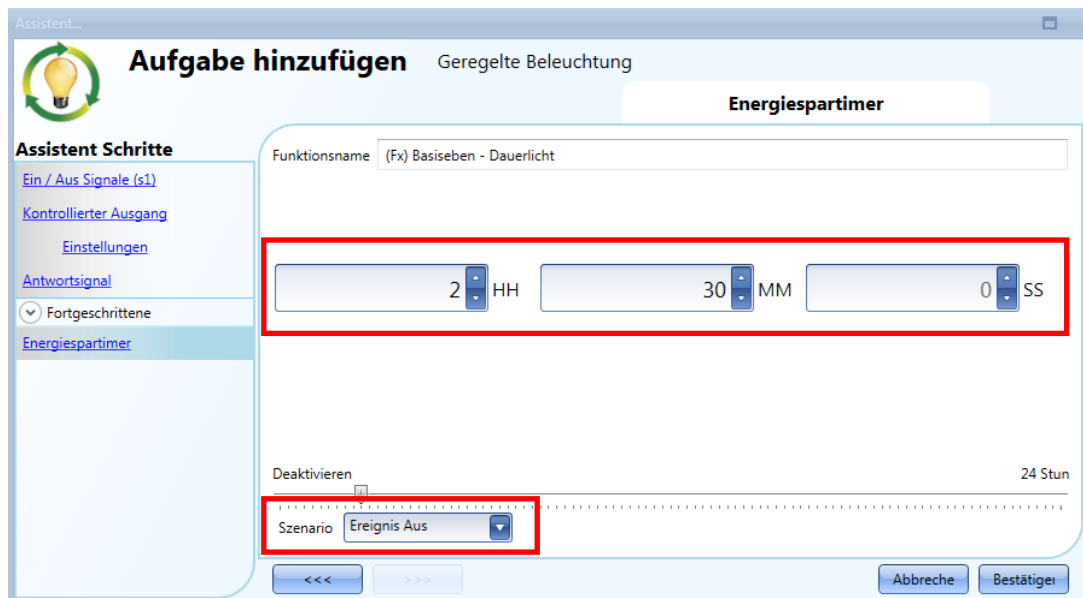 Assistent...
Aufgabe hinzufügen Geregelte Beleuchtung
Energiespartimer
Assistent Schritte
Ein / Aus Signale (s1)
Kontrollierter Ausgang
Einstellungen
Antwortsignal
Fortgeschrittene
Energiespartimer
Funktionsname (Fx) Basiseben - Dauerlicht
2 HH 30 MM 0 SS
Deaktivieren 24 Stun
Szenario Ereignis Aus
<<< >>> Abbreche Bestätiger